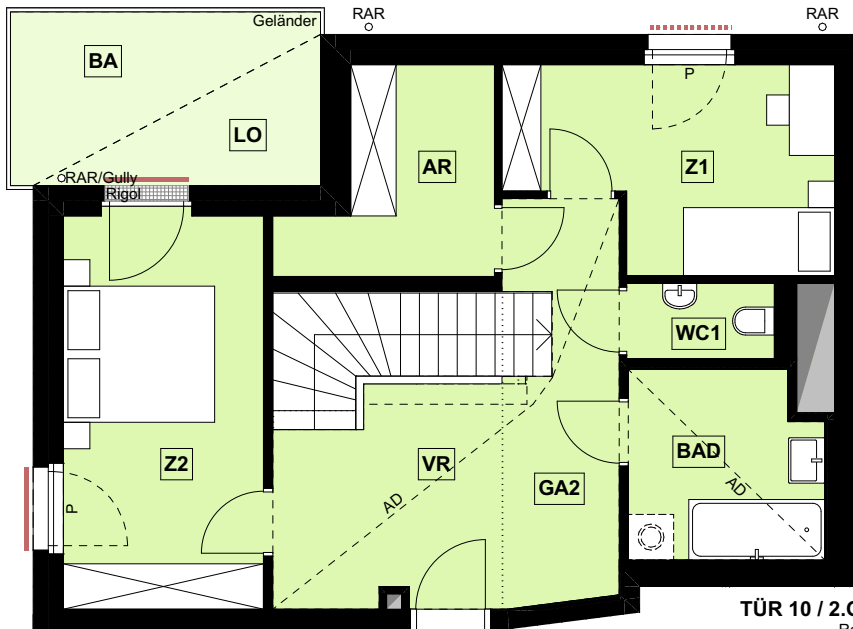 RAR
RAR
Geländer
BA
LO
P
AR
Z1
RAR/Gully
Rigol
WC1
Z2
VR
BAD
GA2
AD
AD
P
TÜR 10 / 2.